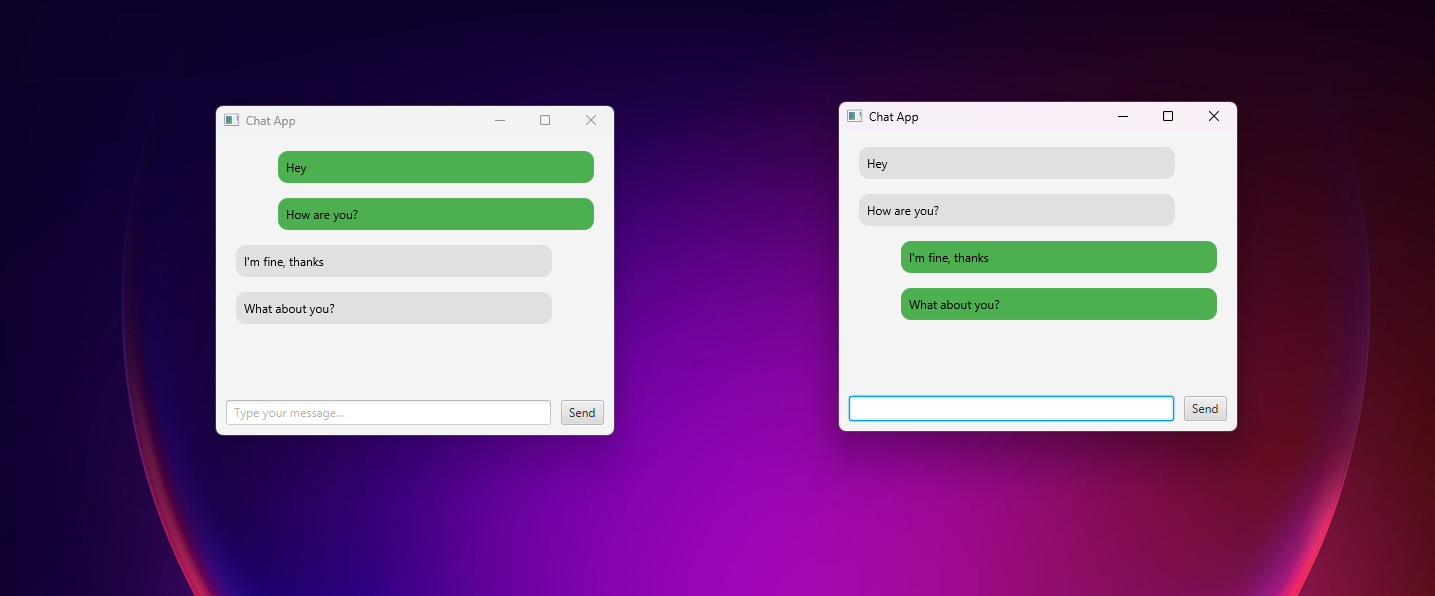 Chat App
Hey
How are you?
I'm fine, thanks
What about you?
Type your message...
Send
Chat App
Hey
How are you?
I'm fine, thanks
What about you?
Send